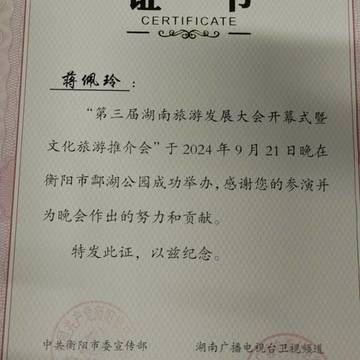 证书
CERTIFICATE
蒋佩玲：
“第三届湖南旅游发展大会开幕式暨
文化旅游推介会”于2024年9月21日晚在
衡阳市酃湖公园成功举办，感谢您的参演并
为晚会作出的努力和贡献。
特发此证，以兹纪念。
中共衡阳市委宣传部
湖南广播电视台卫视频道